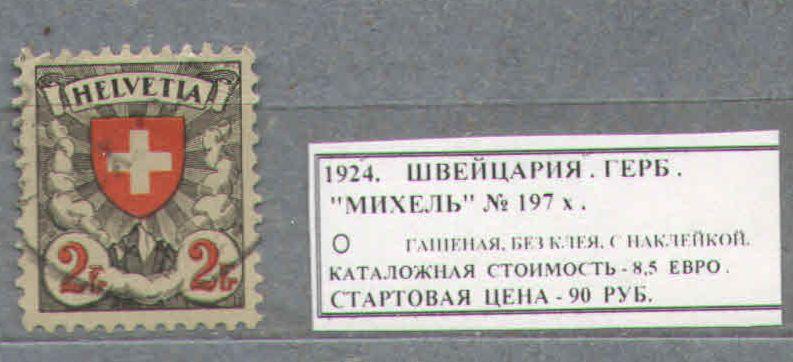 HELVETIA
2Fr. 2Fr.
1924. ШВЕЙЦАРИЯ. ГЕРБ.
"МИХЕЛЬ" № 197 x.
O ГАШЕНАЯ, БЕЗ КЛЕЯ, С НАКЛЕЙКОЙ.
КАТАЛОЖНАЯ СТОИМОСТЬ - 8,5 ЕВРО.
СТАРТОВАЯ ЦЕНА - 90 РУБ.